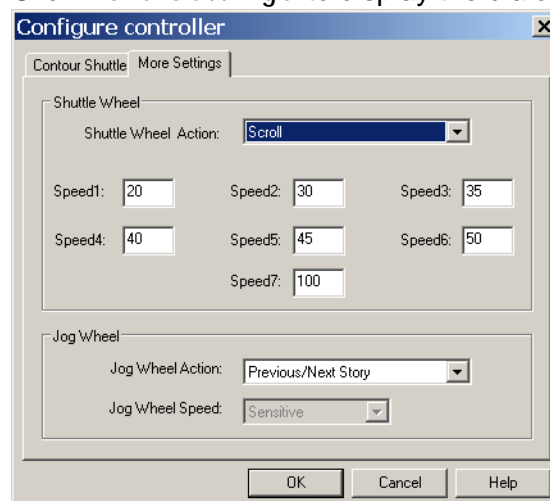 Configure controller
Contour Shuttle More Settings
Shuttle Wheel
Shuttle Wheel Action: Scroll
Speed1: 20 Speed2: 30 Speed3: 35
Speed4: 40 Speed5: 45 Speed6: 50
Speed7: 100
Jog Wheel
Jog Wheel Action: Previous/Next Story
Jog Wheel Speed: Sensitive
OK Cancel Help